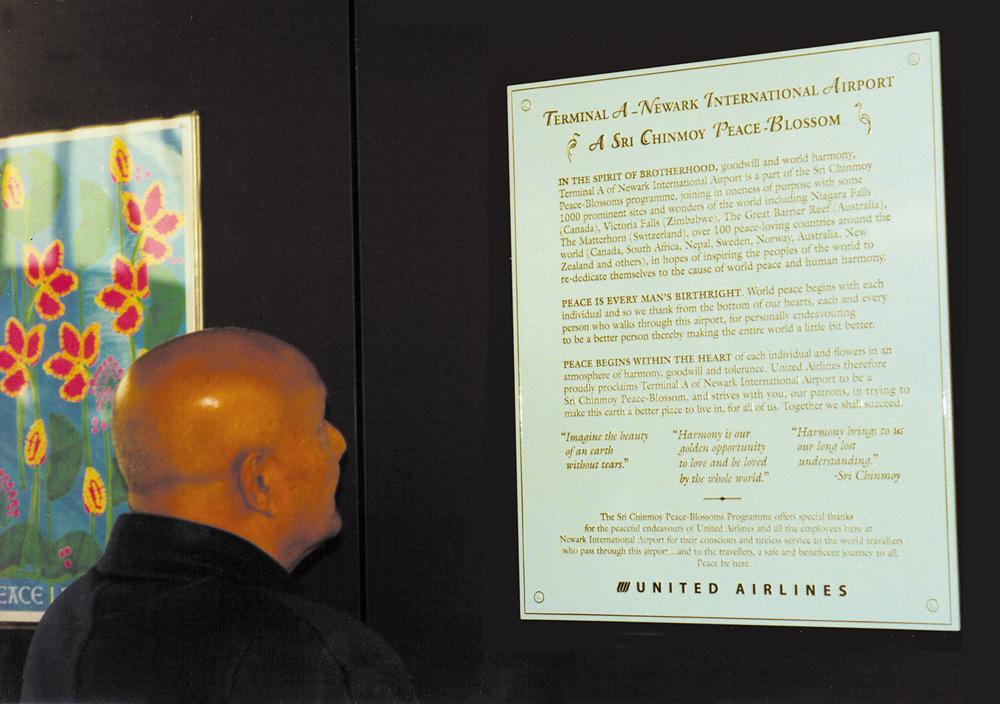 TERMINAL A-NEWARK INTERNATIONAL AIRPORT
A SRI CHINMOY PEACE-BLOSSOM
IN THE SPIRIT OF BROTHERHOOD, goodwill and world harmony,
Terminal A of Newark International Airport is a part of the Sri Chinmoy
Peace-Blossoms programme, joining in oneness of purpose with some
1000 prominent sites and wonders of the world including Niagara Falls
(Canada), Victoria Falls (Zimbabwe), The Great Barrier Reef (Australia),
The Matterhorn (Switzerland), over 100 peace-loving countries around the
world (Canada, South Africa, Nepal, Sweden, Norway, Australia, New
Zealand and others), in hopes of inspiring the peoples of the world to
re-dedicate themselves to the cause of world peace and human harmony.
PEACE IS EVERY MAN'S BIRTHRIGHT. World peace begins with each
individual and so we thank from the bottom of our hearts, each and every
person who walks through this airport, for personally endeavouring
to be a better person thereby making the entire world a little bit better.
PEACE BEGINS WITHIN THE HEART of each individual and flowers in an
atmosphere of harmony, goodwill and tolerance. United Airlines therefore
proudly proclaims Terminal A of Newark International Airport to be a
Sri Chinmoy Peace-Blossom, and strives with you, our patrons, in trying to
make this earth a better place to live in, for all of us. Together we shall succeed.
"Imagine the beauty
of an earth
without tears."
"Harmony is our
golden opportunity
to love and be loved
by the whole world."
"Harmony brings to us
our long lost
understanding."
-Sri Chinmoy
The Sri Chinmoy Peace-Blossoms Programme offers special thanks
for the peaceful endeavours of United Airlines and all the employees here at
Newark International Airport for their conscious and tireless service to the world travellers
who pass through this airport...and to the travellers, a safe and beneficent journey to all.
Peace be here.
UNITED AIRLINES